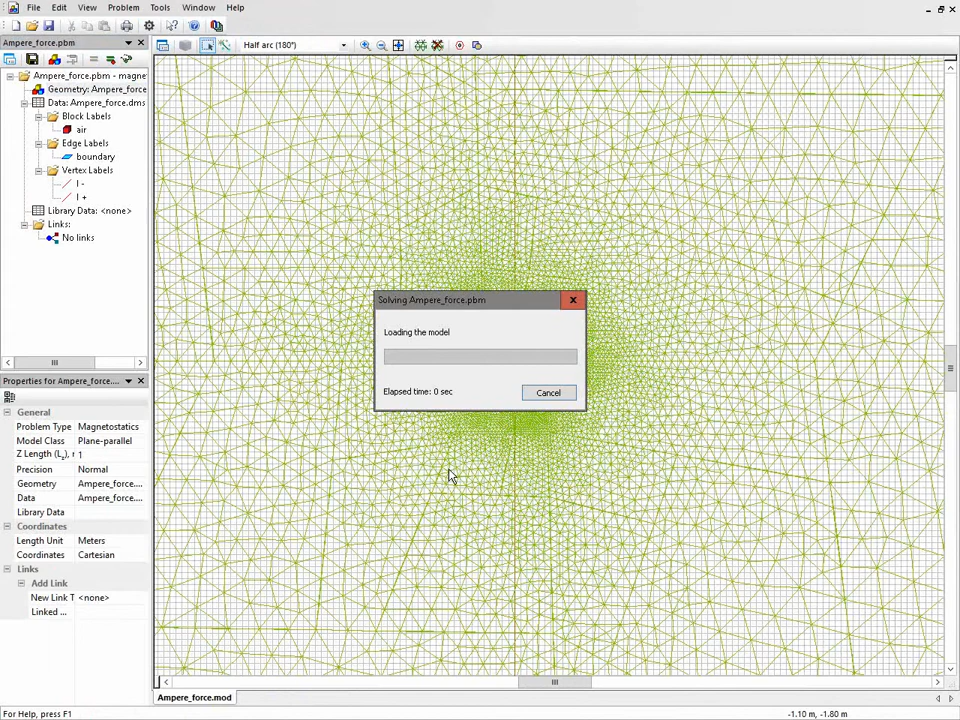 File Edit View Problem Tools Window Help
Half arc (180°)
Ampere_force.pbm
Ampere_force.pbm - magne
Geometry: Ampere_force
Data: Ampere_force.dms
Block Labels
air
Edge Labels
boundary
Vertex Labels
I -
I +
Library Data: <none>
Links:
No links
Solving Ampere_force.pbm
Loading the model
Elapsed time: 0 sec
Cancel
Properties for Ampere_force....
General
Problem Type Magnetostatics
Model Class Plane-parallel
Z Length (Lz), r 1
Precision Normal
Geometry Ampere_force....
Data Ampere_force....
Library Data
Coordinates
Length Unit Meters
Coordinates Cartesian
Links
Add Link
New Link T <none>
Linked ...
Ampere_force.mod
For Help, press F1
-1.10 m, -1.80 m